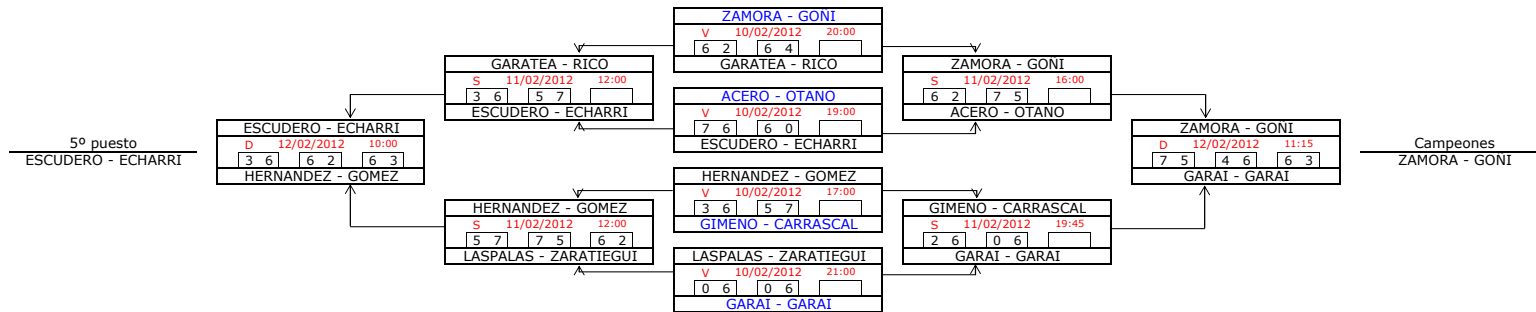 ZAMORA - GOÑI
V 10/02/2012 20:00
6 2 6 4
GARATEA - RICO
GARATEA - RICO
S 11/02/2012 12:00
3 6 5 7
ESCUDERO - ECHARRI
ZAMORA - GOÑI
S 11/02/2012 16:00
6 2 7 5
ACERO - OTANO
ACERO - OTANO
V 10/02/2012 19:00
7 6 6 0
ESCUDERO - ECHARRI
5º puesto
ESCUDERO - ECHARRI
ESCUDERO - ECHARRI
D 12/02/2012 10:00
3 6 6 2 6 3
HERNANDEZ - GOMEZ
ZAMORA - GOÑI
D 12/02/2012 11:15
7 5 4 6 6 3
GARAI - GARAI
Campeones
ZAMORA - GOÑI
HERNANDEZ - GOMEZ
V 10/02/2012 17:00
3 6 5 7
GIMENO - CARRASCAL
HERNANDEZ - GOMEZ
S 11/02/2012 12:00
5 7 7 5 6 2
LASPALAS - ZARATIEGUI
GIMENO - CARRASCAL
S 11/02/2012 19:45
2 6 0 6
GARAI - GARAI
LASPALAS - ZARATIEGUI
V 10/02/2012 21:00
0 6 0 6
GARAI - GARAI